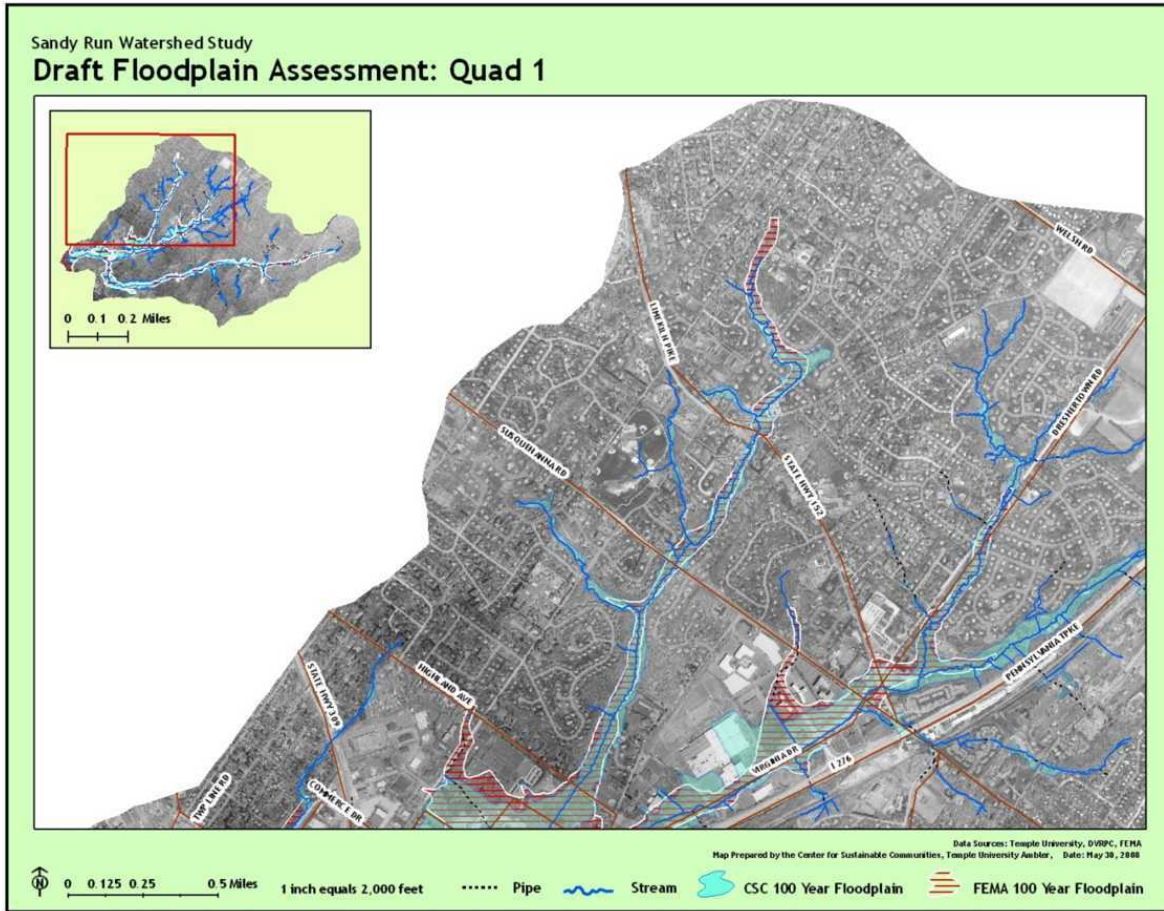 Sandy Run Watershed Study
Draft Floodplain Assessment: Quad 1
0 0.1 0.2 Miles
WELSH RD
LIMEKILN PIKE
DRESHERTOWN RD
SUSQUEHANNA RD
STATE HWY 152
PENNSYLVANIA TPKE
STATE HWY 309
HIGHLAND AVE
VIRGINIA DR
I 276
TWP LINE RD
COMMERCE DR
Data Sources: Temple University, DVRPC, FEMA
Map Prepared by the Center for Sustainable Communities, Temple University Ambler, Date: May 30, 2008
N
0 0.125 0.25 0.5 Miles
1 inch equals 2,000 feet
Pipe
Stream
CSC 100 Year Floodplain
FEMA 100 Year Floodplain